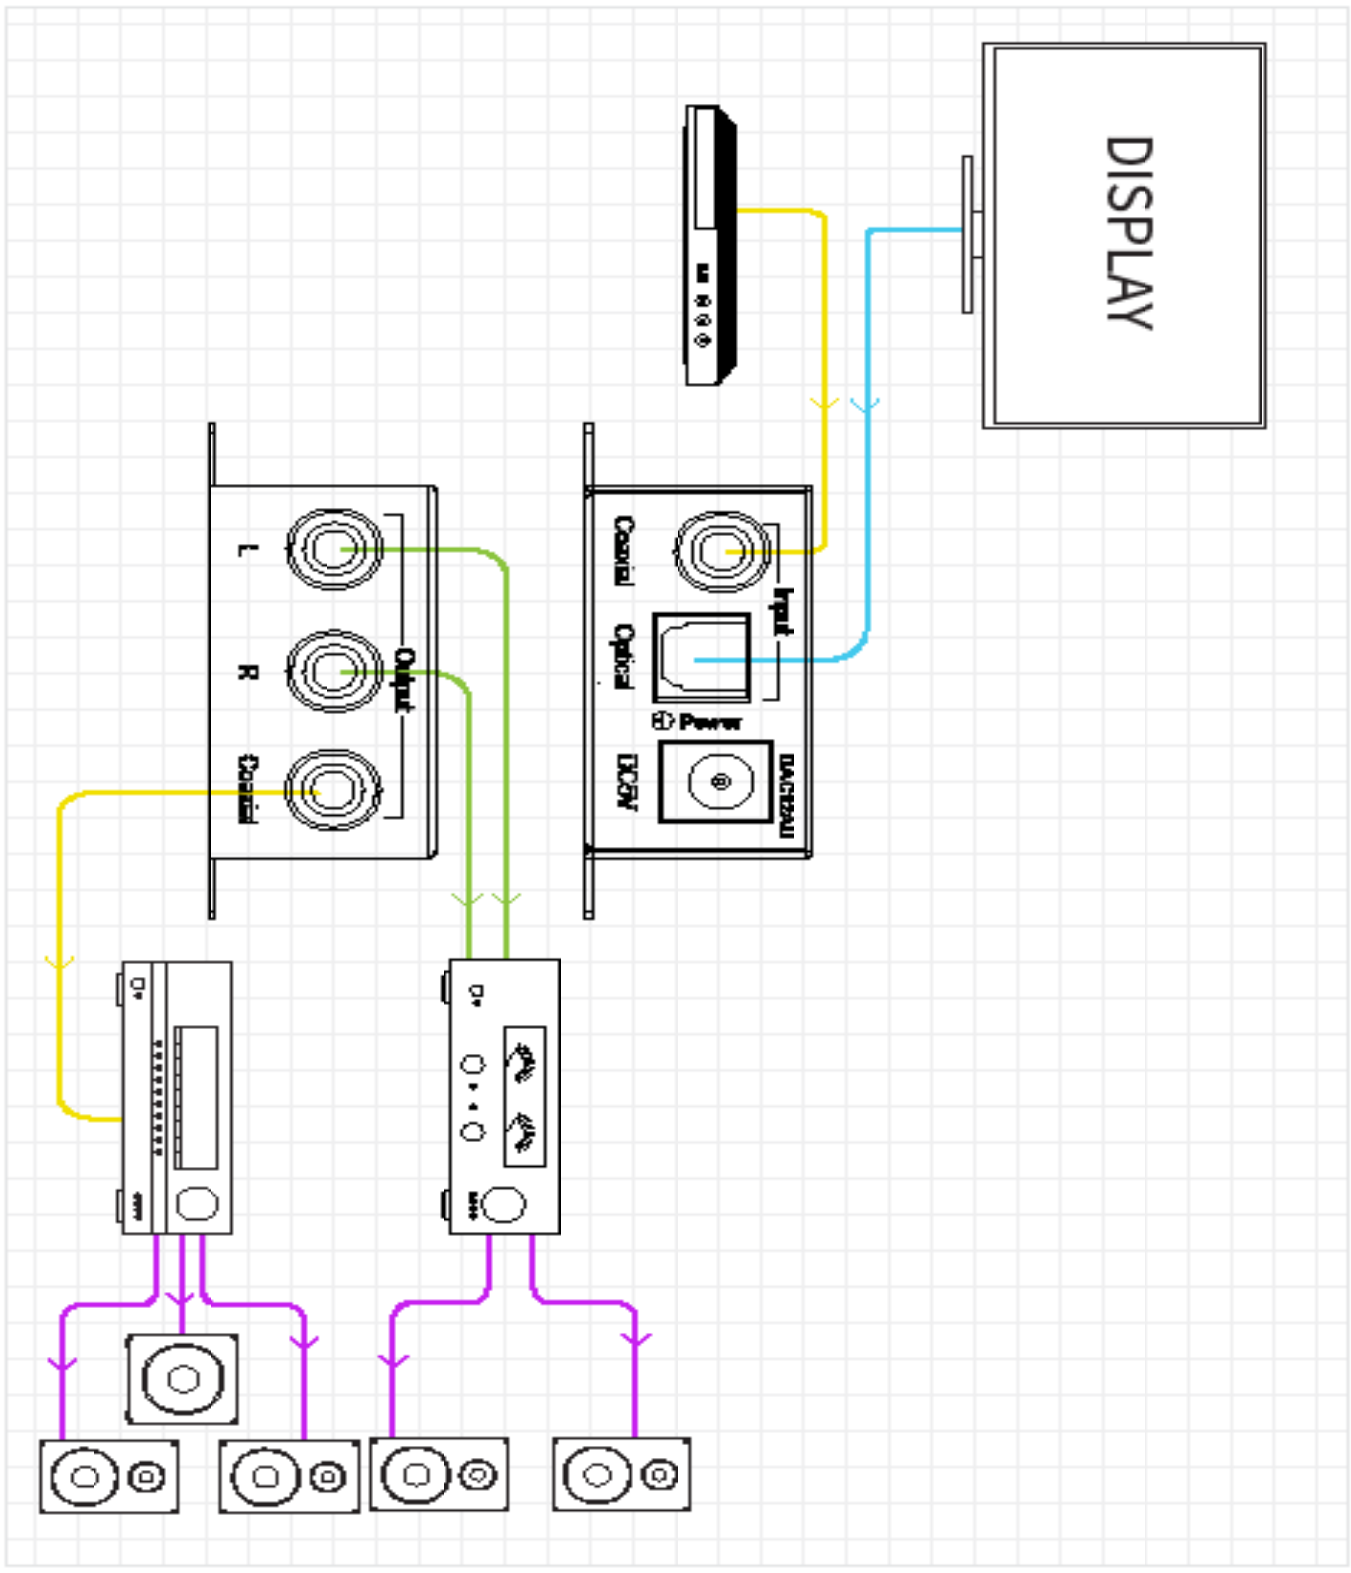 DISPLAY
Input
Coaxial
Optical
Power
DC5V
Output
L
R
Coaxial